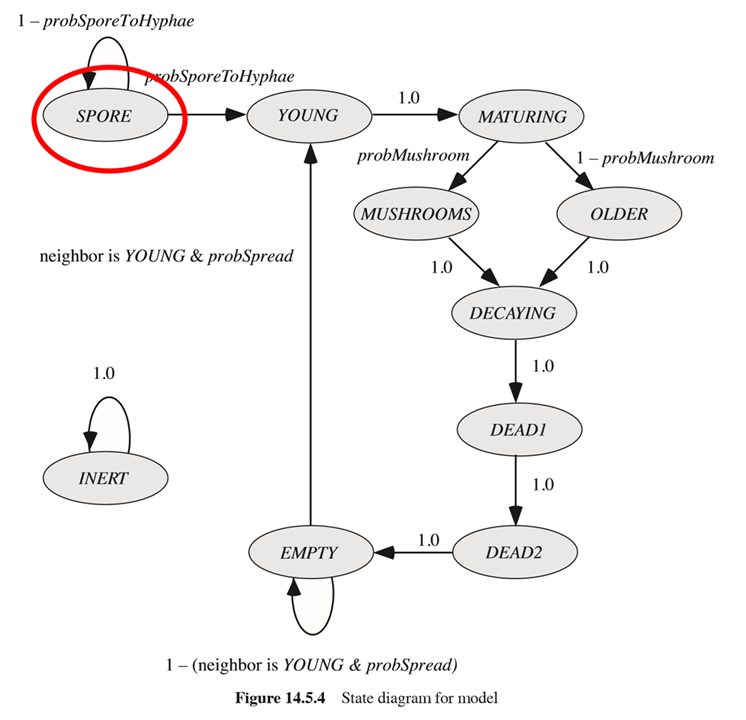 1 – probSporeToHyphae
probSporeToHyphae
SPORE
YOUNG
1.0
MATURING
probMushroom
1 – probMushroom
MUSHROOMS
OLDER
neighbor is YOUNG & probSpread
1.0
1.0
DECAYING
1.0
1.0
DEAD1
INERT
1.0
EMPTY
1.0
DEAD2
1 – (neighbor is YOUNG & probSpread)
Figure 14.5.4 State diagram for model